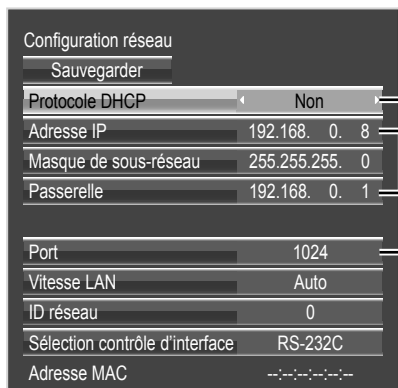 Configuration réseau
Sauvegarder
Protocole DHCP Non
Adresse IP 192.168. 0. 8
Masque de sous-réseau 255.255.255. 0
Passerelle 192.168. 0. 1
Port 1024
Vitesse LAN Auto
ID réseau 0
Sélection contrôle d'interface RS-232C
Adresse MAC --:--:--:--:--:--